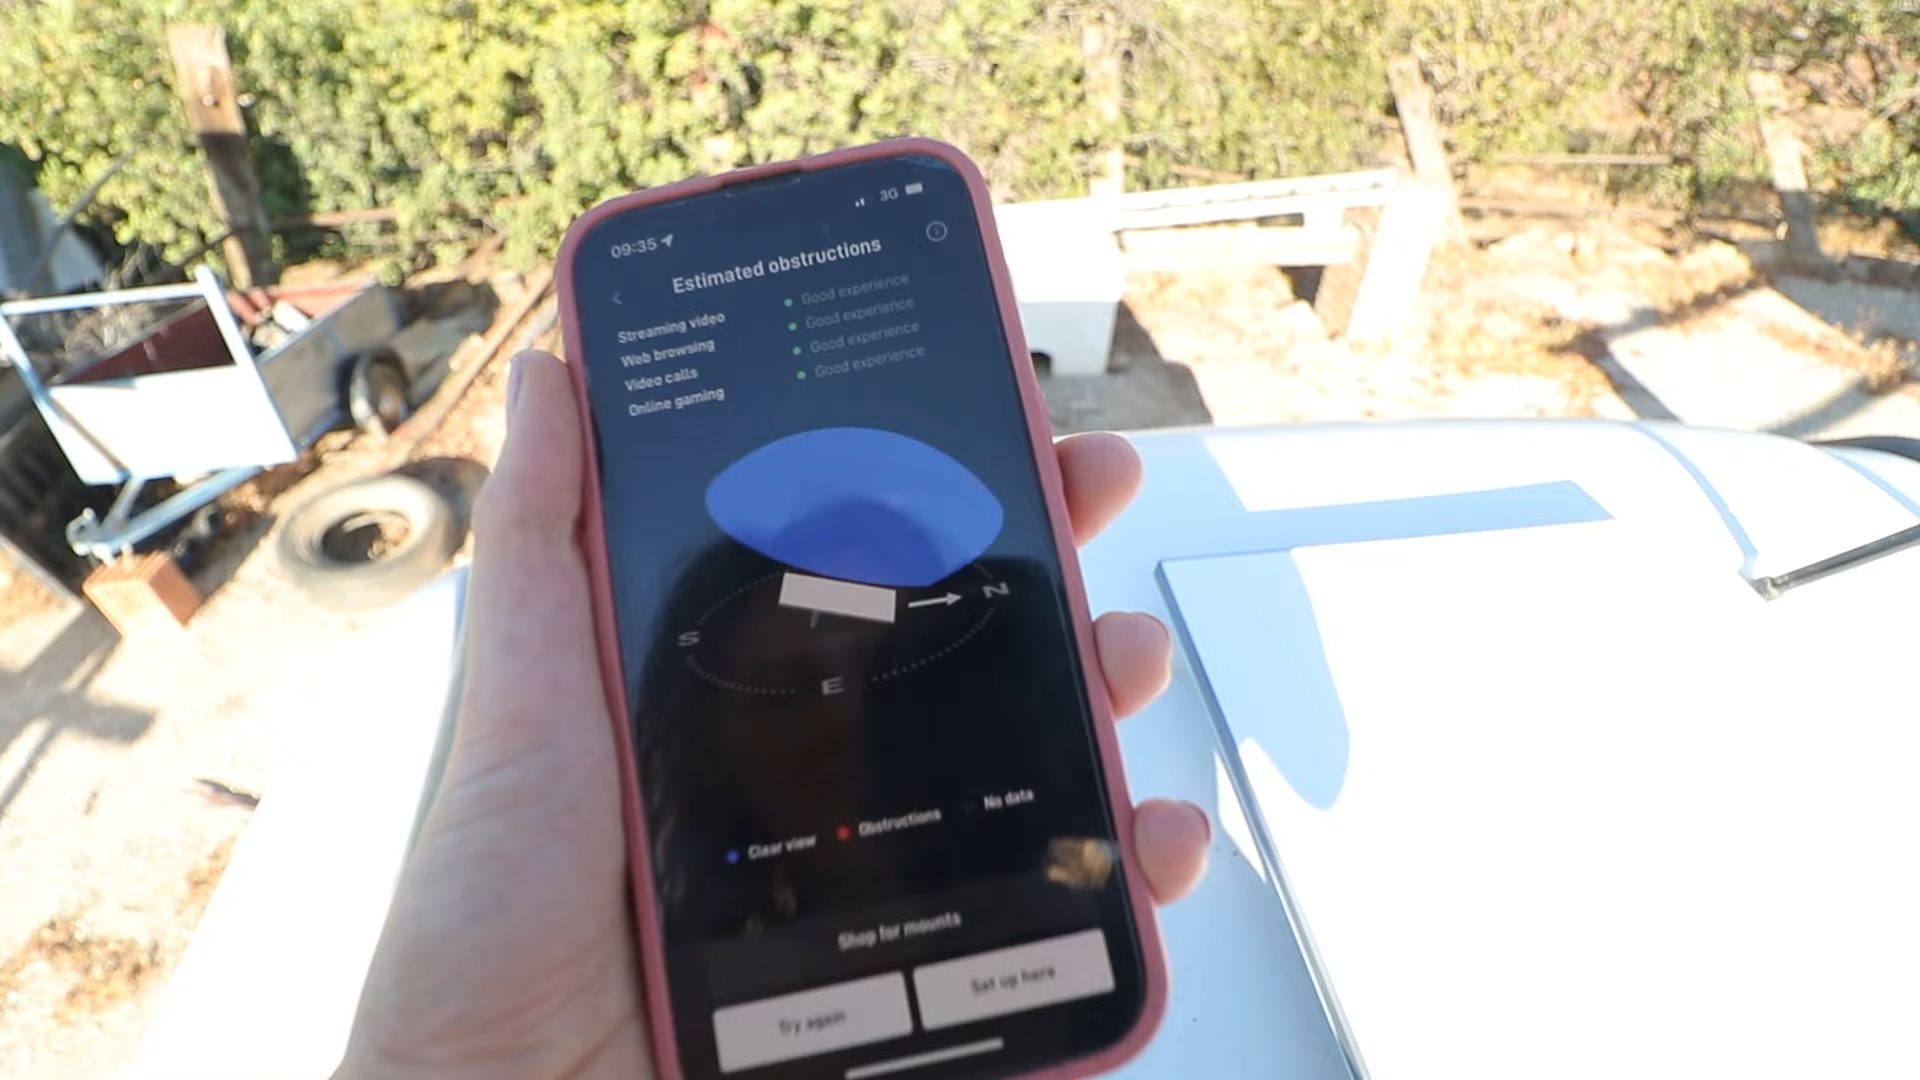 09:35
3G
Estimated obstructions
Streaming video Good experience
Web browsing Good experience
Video calls Good experience
Online gaming Good experience
N
S
E
Clear view Obstructions No data
Shop for mounts
Try again Set up here